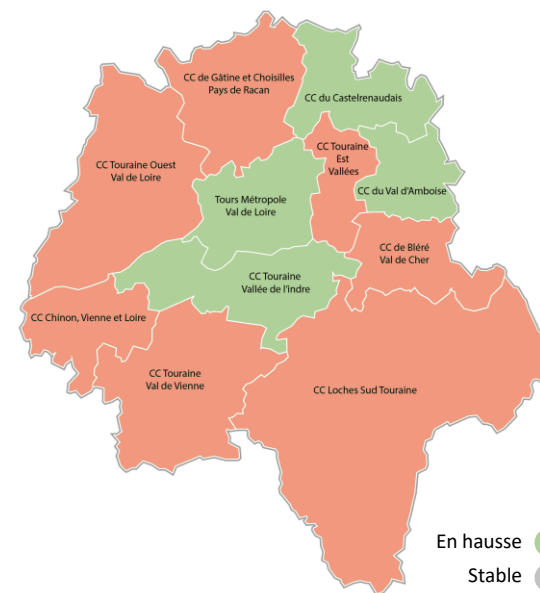 CC de Gâtine et Choisilles
Pays de Racan
CC du Castelrenaudais
CC Touraine
Est
Vallées
CC Touraine Ouest
Val de Loire
CC du Val d'Amboise
Tours Métropole
Val de Loire
CC de Bléré
Val de Cher
CC Touraine
Vallée de l'indre
CC Chinon, Vienne et Loire
CC Touraine
Val de Vienne
CC Loches Sud Touraine
En hausse
Stable